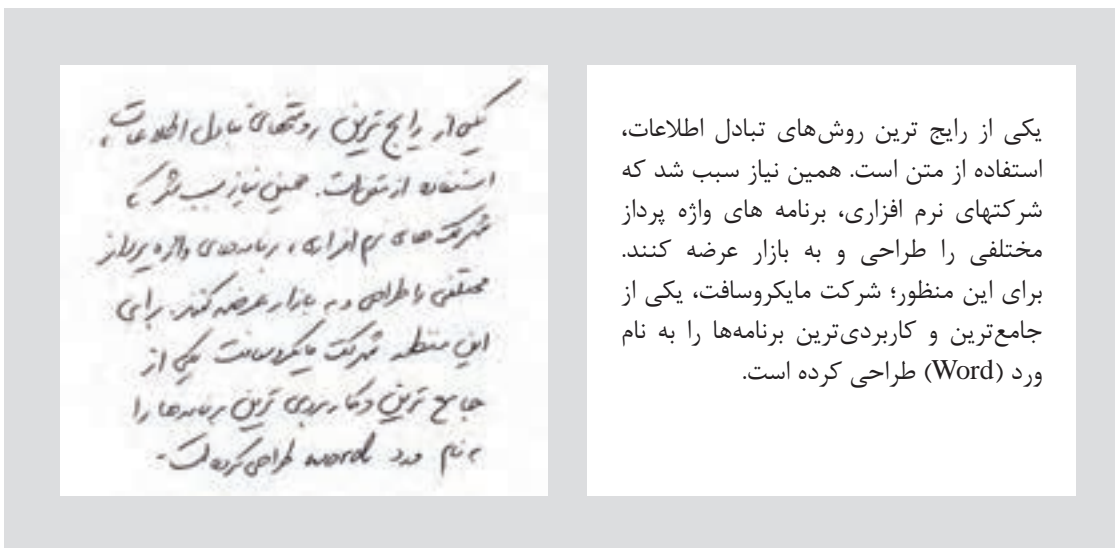 یکی از رایج ترین روش‌های تبادل اطلاعات،
استفاده از متن است. همین نیاز سبب شد که
شرکتهای نرم افزاری، برنامه های واژه پرداز
مختلفی را طراحی و به بازار عرضه کنند.
برای این منظور؛ شرکت مایکروسافت، یکی از
جامع‌ترین و کاربردی‌ترین برنامه‌ها را به نام
ورد (Word) طراحی کرده است.
یکی از رایج ترین روشهای تبادل اطلاعات،
استفاده از متن است. همین نیاز سبب شد که
شرکت های نرم افزاری، برنامه‌های واژه پرداز
مختلفی را طراحی و به بازار عرضه کنند. برای
این منظور شرکت مایکروسافت یکی از
جامع ترین و کاربردی ترین برنامه‌ها را
به نام ورد word طراحی کرده است.